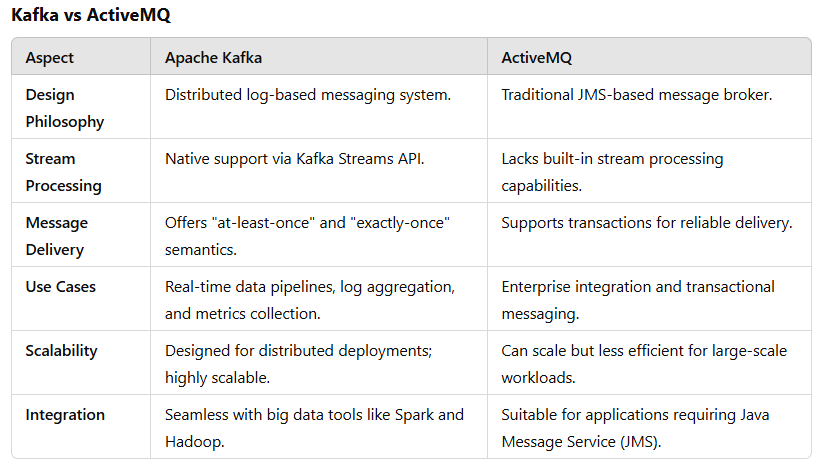 Kafka vs ActiveMQ
Aspect Apache Kafka ActiveMQ
Design Distributed log-based messaging system. Traditional JMS-based message broker.
Philosophy
Stream Native support via Kafka Streams API. Lacks built-in stream processing
Processing capabilities.
Message Offers "at-least-once" and "exactly-once" Supports transactions for reliable delivery.
Delivery semantics.
Use Cases Real-time data pipelines, log aggregation, Enterprise integration and transactional
and metrics collection. messaging.
Scalability Designed for distributed deployments; Can scale but less efficient for large-scale
highly scalable. workloads.
Integration Seamless with big data tools like Spark and Suitable for applications requiring Java
Hadoop. Message Service (JMS).